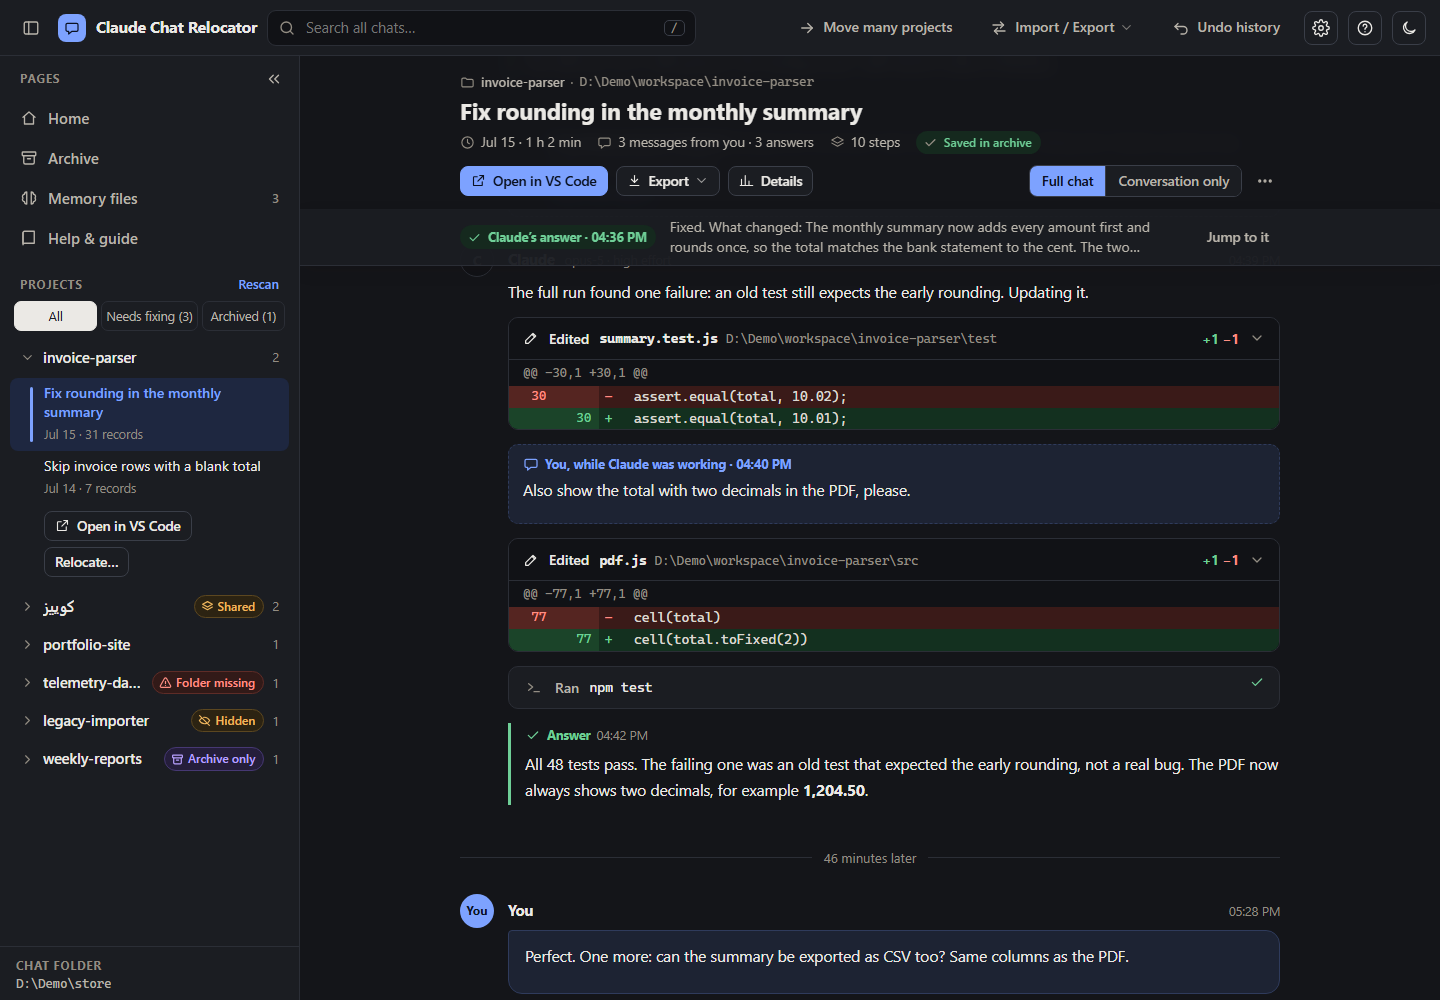 Claude Chat Relocator
Search all chats...
/
Move many projects
Import / Export
Undo history
PAGES
Home
Archive
Memory files
3
Help & guide
PROJECTS
Rescan
All
Needs fixing (3)
Archived (1)
invoice-parser
2
Fix rounding in the monthly
summary
Jul 15 · 31 records
Skip invoice rows with a blank total
Jul 14 · 7 records
Open in VS Code
Relocate...
کوییز
Shared
2
portfolio-site
1
telemetry-da...
Folder missing
1
legacy-importer
Hidden
1
weekly-reports
Archive only
1
CHAT FOLDER
D:\Demo\store
invoice-parser · D:\Demo\workspace\invoice-parser
Fix rounding in the monthly summary
Jul 15 · 1 h 2 min
3 messages from you · 3 answers
10 steps
Saved in archive
Open in VS Code
Export
Details
Full chat
Conversation only
Claude's answer · 04:36 PM
Fixed. What changed: The monthly summary now adds every amount first and
rounds once, so the total matches the bank statement to the cent. The two...
Jump to it
Claude
The full run found one failure: an old test still expects the early rounding. Updating it.
Edited summary.test.js D:\Demo\workspace\invoice-parser\test
+1 −1
@@ −30,1 +30,1 @@
30 − assert.equal(total, 10.02);
30 + assert.equal(total, 10.01);
You, while Claude was working · 04:40 PM
Also show the total with two decimals in the PDF, please.
Edited pdf.js D:\Demo\workspace\invoice-parser\src
+1 −1
@@ −77,1 +77,1 @@
77 − cell(total)
77 + cell(total.toFixed(2))
Ran npm test
Answer 04:42 PM
All 48 tests pass. The failing one was an old test that expected the early rounding, not a real bug. The PDF now
always shows two decimals, for example 1,204.50.
46 minutes later
You
You
05:28 PM
Perfect. One more: can the summary be exported as CSV too? Same columns as the PDF.